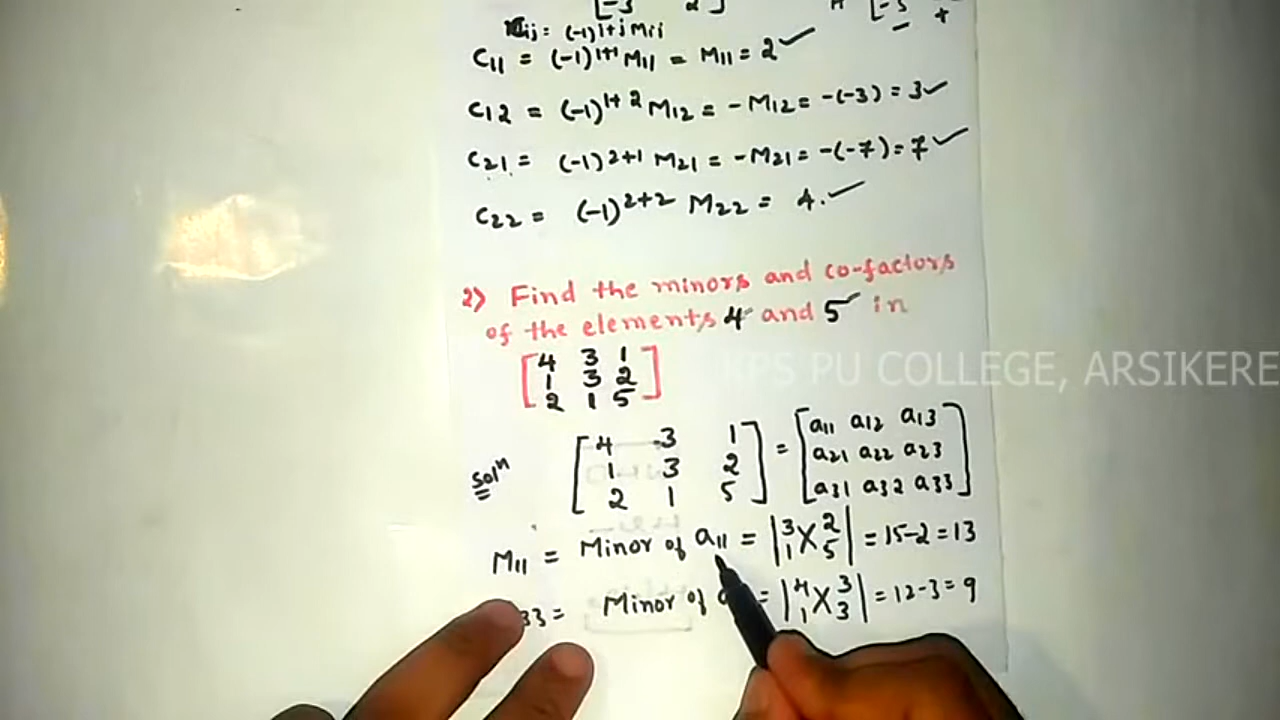 [-3 2]
Cij = (-1)^i+j Mij
C11 = (-1)^1+1 M11 = M11 = 2 ✓
C12 = (-1)^1+2 M12 = -M12 = -(-3) = 3 ✓
C21 = (-1)^2+1 M21 = -M21 = -(-7) = 7 ✓
C22 = (-1)^2+2 M22 = 4. ✓
2) Find the minors and co-factors
of the elements 4 and 5 in
[4 3 1
1 3 2
2 1 5]
KPS PU COLLEGE, ARSIKERE
Soln
[4 3 1 ] = [a11 a12 a13
1 3 2 a21 a22 a23
2 1 5 a31 a32 a33]
M11 = Minor of a11 = |3 2 1 5| = 15-2 = 13
33 = Minor of = |4 3 1 3| = 12-3 = 9